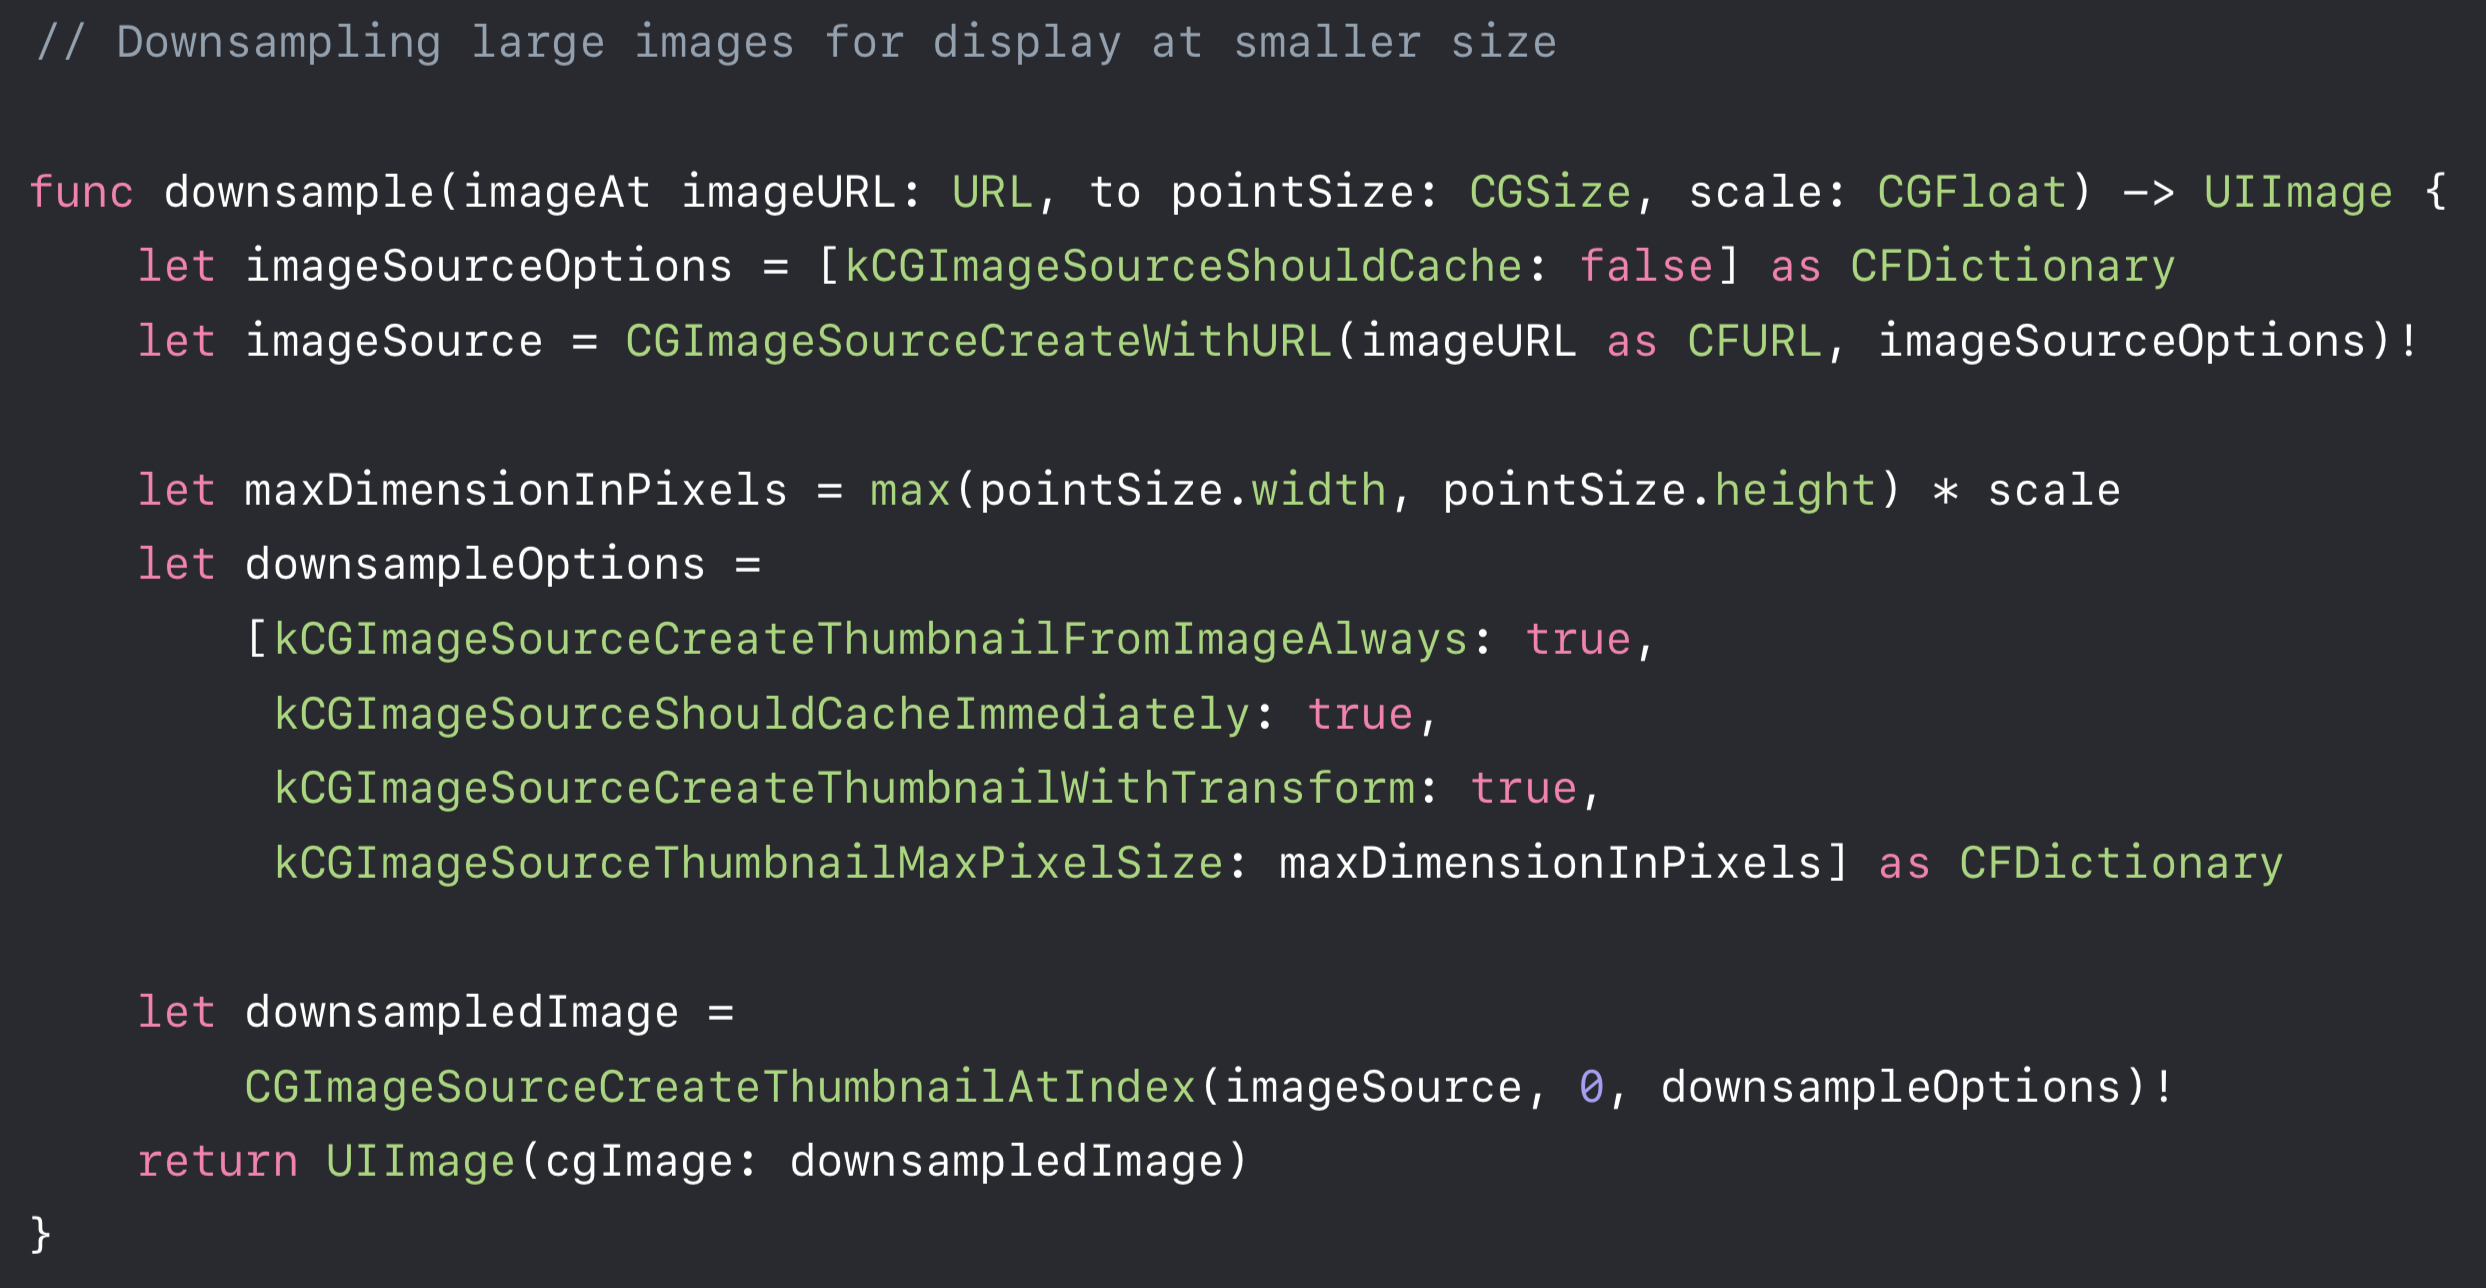 // Downsampling large images for display at smaller size
func downsample(imageAt imageURL: URL, to pointSize: CGSize, scale: CGFloat) -> UIImage {
    let imageSourceOptions = [kCGImageSourceShouldCache: false] as CFDictionary
    let imageSource = CGImageSourceCreateWithURL(imageURL as CFURL, imageSourceOptions)!
    let maxDimensionInPixels = max(pointSize.width, pointSize.height) * scale
    let downsampleOptions =
        [kCGImageSourceCreateThumbnailFromImageAlways: true,
         kCGImageSourceShouldCacheImmediately: true,
         kCGImageSourceCreateThumbnailWithTransform: true,
         kCGImageSourceThumbnailMaxPixelSize: maxDimensionInPixels] as CFDictionary
    let downsampledImage =
        CGImageSourceCreateThumbnailAtIndex(imageSource, 0, downsampleOptions)!
    return UIImage(cgImage: downsampledImage)
}